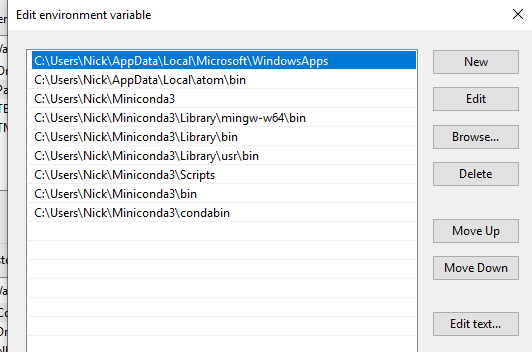 Edit environment variable
C:\Users\Nick\AppData\Local\Microsoft\WindowsApps
C:\Users\Nick\AppData\Local\atom\bin
C:\Users\Nick\Miniconda3
C:\Users\Nick\Miniconda3\Library\mingw-w64\bin
C:\Users\Nick\Miniconda3\Library\bin
C:\Users\Nick\Miniconda3\Library\usr\bin
C:\Users\Nick\Miniconda3\Scripts
C:\Users\Nick\Miniconda3\bin
C:\Users\Nick\Miniconda3\condabin
New
Edit
Browse...
Delete
Move Up
Move Down
Edit text...